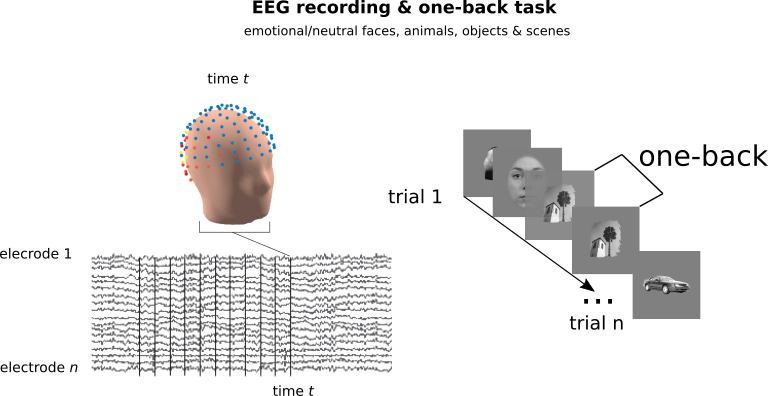 EEG recording & one-back task
emotional/neutral faces, animals, objects & scenes
time t
one-back
trial 1
elecrode 1
...
trial n
electrode n
time t